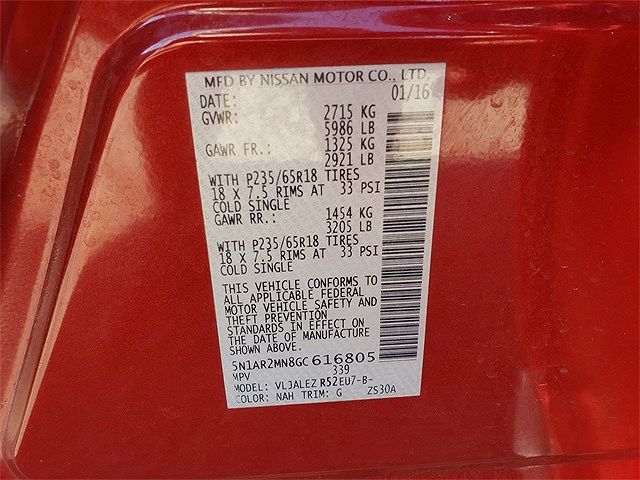 MFD BY NISSAN MOTOR CO., LTD.
DATE: 01/16
GVWR: 2715 KG
5986 LB
GAWR FR.: 1325 KG
2921 LB
WITH P235/65R18 TIRES
18 X 7.5 RIMS AT 33 PSI
COLD SINGLE
GAWR RR.: 1454 KG
3205 LB
WITH P235/65R18 TIRES
18 X 7.5 RIMS AT 33 PSI
COLD SINGLE
THIS VEHICLE CONFORMS TO
ALL APPLICABLE FEDERAL
MOTOR VEHICLE SAFETY AND
THEFT PREVENTION
STANDARDS IN EFFECT ON
THE DATE OF MANUFACTURE
SHOWN ABOVE.
5N1AR2MN8GC616805
MPV 339
MODEL: VLJALEZ R52EU7-B-
COLOR: NAH TRIM: G ZS30A